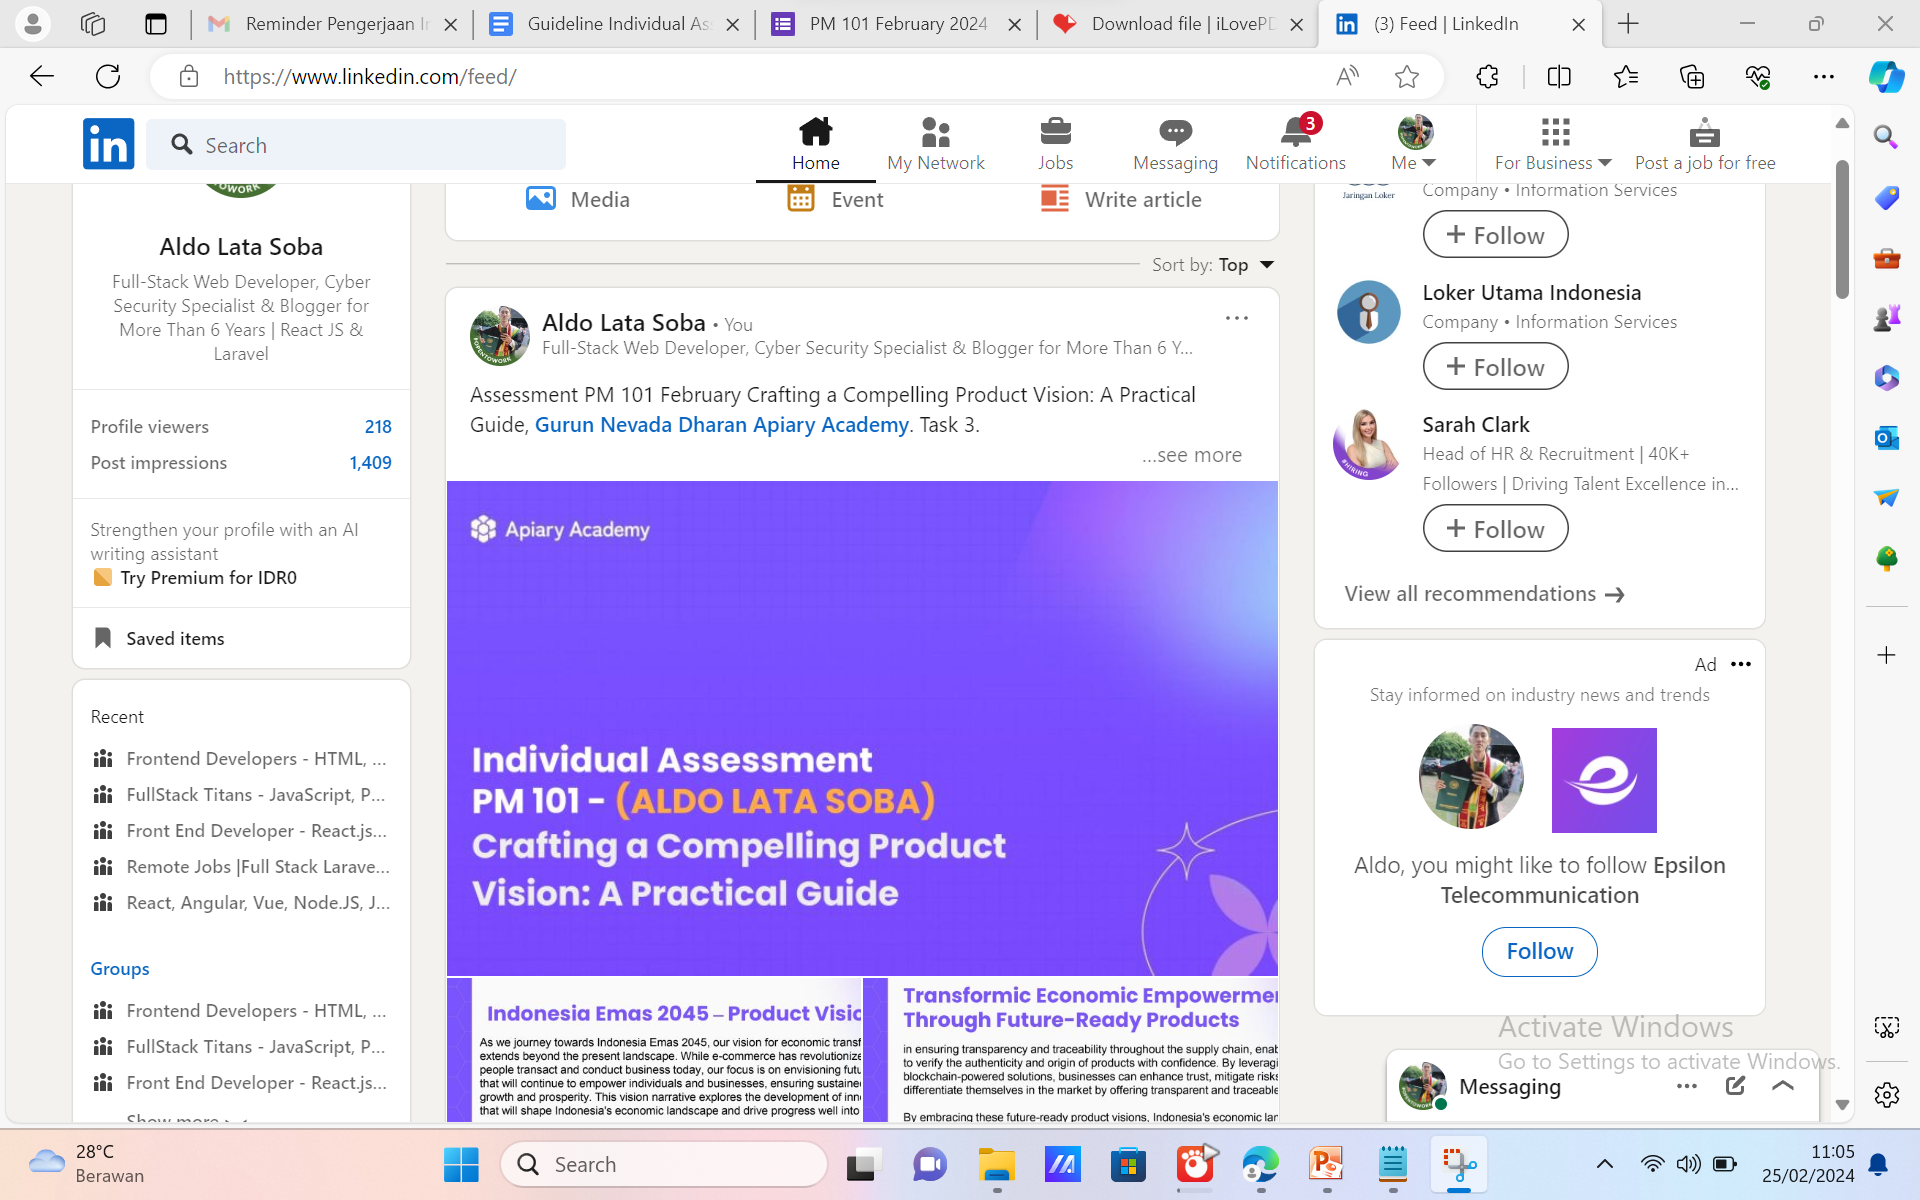 Reminder Pengerjaan I
Guideline Individual As
PM 101 February 2024
Download file | iLovePD
(3) Feed | LinkedIn
https://www.linkedin.com/feed/
in
Search
Home
My Network
Jobs
Messaging
3
Notifications
Me
For Business
Post a job for free
Aldo Lata Soba
Full-Stack Web Developer, Cyber
Security Specialist & Blogger for
More Than 6 Years | React JS &
Laravel
Profile viewers 218
Post impressions 1,409
Strengthen your profile with an AI
writing assistant
Try Premium for IDR0
Saved items
Recent
Frontend Developers - HTML, ...
FullStack Titans - JavaScript, P...
Front End Developer - React.js...
Remote Jobs |Full Stack Larave...
React, Angular, Vue, Node.JS, J...
Groups
Frontend Developers - HTML, ...
FullStack Titans - JavaScript, P...
Front End Developer - React.js...
Show more
Media
Event
Write article
Sort by: Top
Aldo Lata Soba • You
Full-Stack Web Developer, Cyber Security Specialist & Blogger for More Than 6 Y...
Assessment PM 101 February Crafting a Compelling Product Vision: A Practical
Guide, Gurun Nevada Dharan Apiary Academy. Task 3.
...see more
Apiary Academy
Individual Assessment
PM 101 - (ALDO LATA SOBA)
Crafting a Compelling Product
Vision: A Practical Guide
Indonesia Emas 2045 – Product Visic
As we journey towards Indonesia Emas 2045, our vision for economic transf
extends beyond the present landscape. While e-commerce has revolutionize
people transact and conduct business today, our focus is on envisioning futu
that will continue to empower individuals and businesses, ensuring sustaine
growth and prosperity. This vision narrative explores the development of inn
that will shape Indonesia's economic landscape and drive progress well into
Transformic Economic Empowermer
Through Future-Ready Products
in ensuring transparency and traceability throughout the supply chain, enab
to verify the authenticity and origin of products with confidence. By leveragi
blockchain-powered solutions, businesses can enhance trust, mitigate risks
differentiate themselves in the market by offering transparent and traceable
By embracing these future-ready product visions, Indonesia's economic lan
Jaringan Loker
Company • Information Services
+ Follow
Loker Utama Indonesia
Company • Information Services
+ Follow
#HIRING
Sarah Clark
Head of HR & Recruitment | 40K+
Followers | Driving Talent Excellence in...
+ Follow
View all recommendations →
Ad
Stay informed on industry news and trends
Aldo, you might like to follow Epsilon
Telecommunication
Follow
Activate Windows
Go to Settings to activate Windows.
Messaging
28°C
Berawan
Search
11:05
25/02/2024